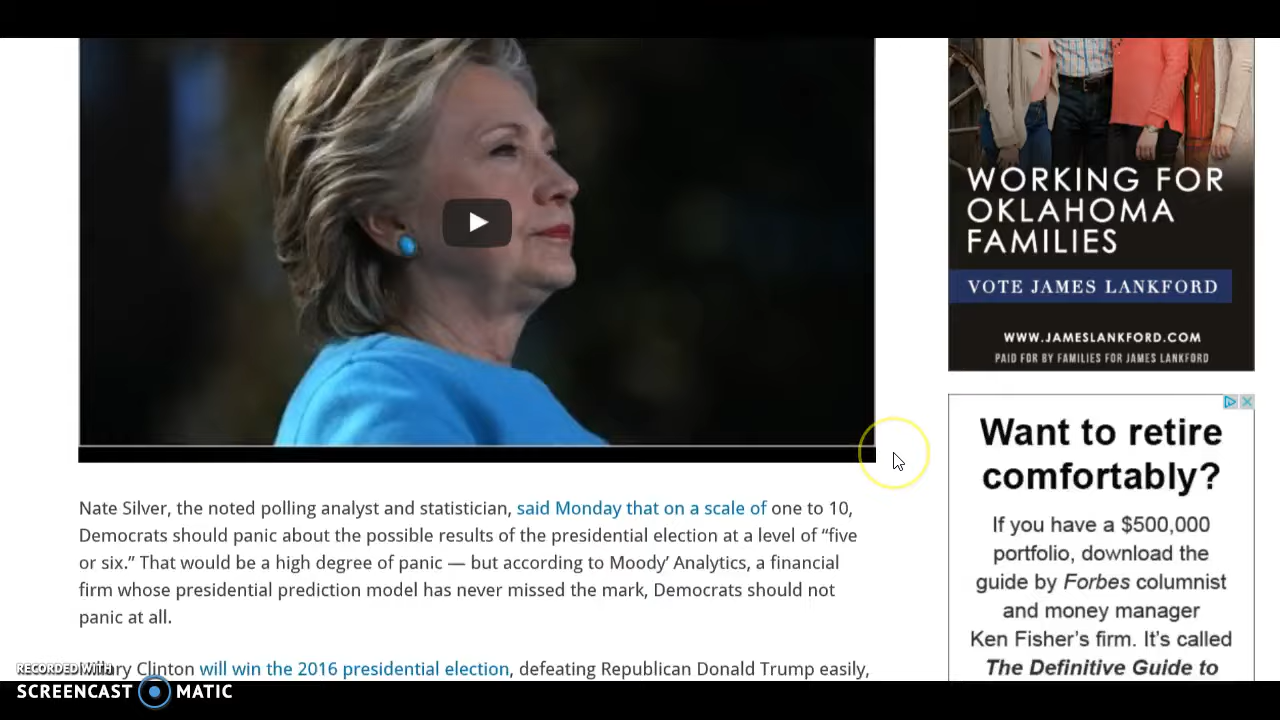 WORKING FOR
OKLAHOMA
FAMILIES
VOTE JAMES LANKFORD
WWW.JAMESLANKFORD.COM
PAID FOR BY FAMILIES FOR JAMES LANKFORD
Nate Silver, the noted polling analyst and statistician, said Monday that on a scale of one to 10,
Democrats should panic about the possible results of the presidential election at a level of “five
or six.” That would be a high degree of panic — but according to Moody’ Analytics, a financial
firm whose presidential prediction model has never missed the mark, Democrats should not
panic at all.
Clinton will win the 2016 presidential election, defeating Republican Donald Trump easily,
Want to retire
comfortably?
If you have a $500,000
portfolio, download the
guide by Forbes columnist
and money manager
Ken Fisher’s firm. It’s called
The Definitive Guide to
RECORDED WITH
SCREENCAST MATIC